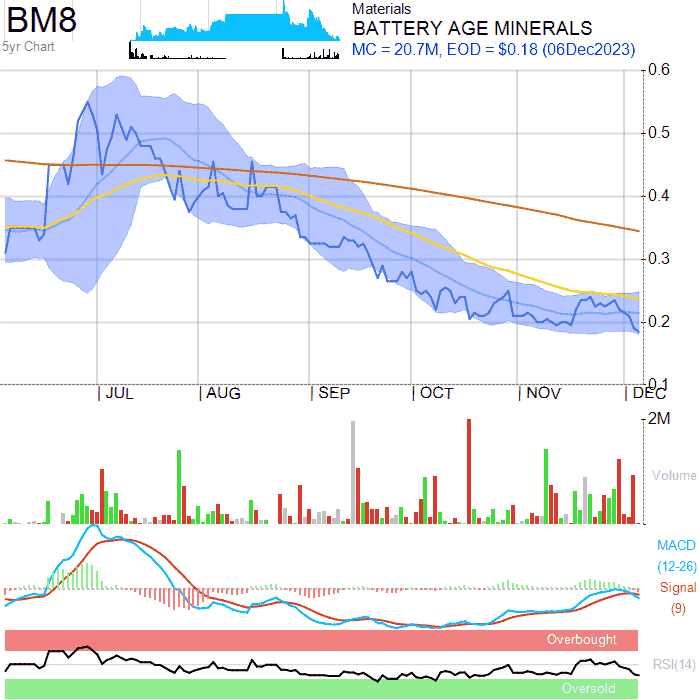 BM8
5yr Chart
Materials
BATTERY AGE MINERALS
MC = 20.7M, EOD = $0.18 (06Dec2023)
0.6
0.5
0.4
0.3
0.2
0.1
JUL AUG SEP OCT NOV DEC
2M
Volume
MACD
(12-26)
Signal
(9)
Overbought
RSI(14)
Oversold